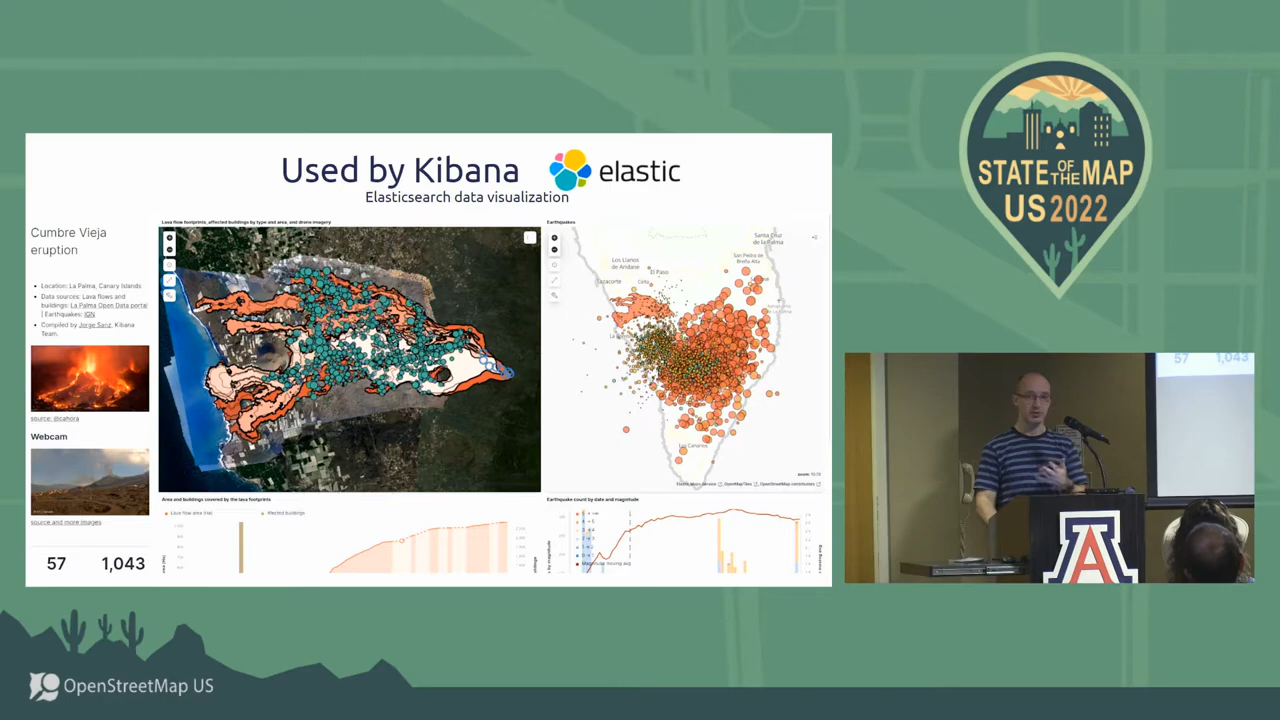 Used by Kibana
elastic
Elasticsearch data visualization
Cumbre Vieja
eruption
Location: La Palma, Canary Islands
Data sources: Lava flows and
buildings: La Palma Open Data portal
| Earthquakes: IGN
Compiled by Jorge Sanz, Kibana
Team.
source: @cahora
Webcam
source and more images
57
1,043
Lava flow footprints, affected buildings by type and area, and drone imagery
Earthquakes
Santa Cruz
de la Palma
San Pedro de
Breña Alta
Los Llanos
de Aridane
El Paso
Tazacorte
Los Canarios
Area and buildings covered by the lava footprints
Lava flow area (Ha)
Affected buildings
Earthquake count by date and magnitude
Magnitude moving avg
STATE OF THE MAP
US 2022
57
1,043
A
OpenStreetMap US